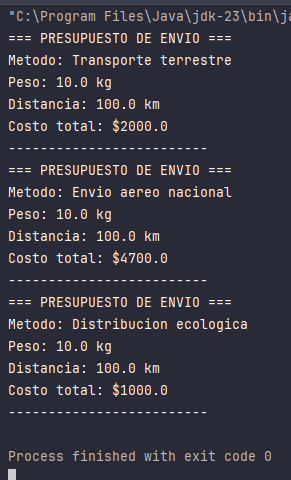 "C:\Program Files\Java\jdk-23\bin\ja
=== PRESUPUESTO DE ENVIO ===
Metodo: Transporte terrestre
Peso: 10.0 kg
Distancia: 100.0 km
Costo total: $2000.0
-------------------------
=== PRESUPUESTO DE ENVIO ===
Metodo: Envio aereo nacional
Peso: 10.0 kg
Distancia: 100.0 km
Costo total: $4700.0
-------------------------
=== PRESUPUESTO DE ENVIO ===
Metodo: Distribucion ecologica
Peso: 10.0 kg
Distancia: 100.0 km
Costo total: $1000.0
-------------------------
Process finished with exit code 0